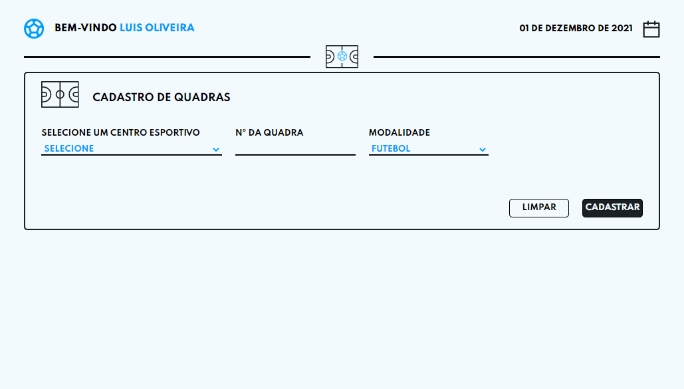 BEM-VINDO LUIS OLIVEIRA
01 DE DEZEMBRO DE 2021
CADASTRO DE QUADRAS
SELECIONE UM CENTRO ESPORTIVO
Nº DA QUADRA
MODALIDADE
SELECIONE
FUTEBOL
LIMPAR
CADASTRAR